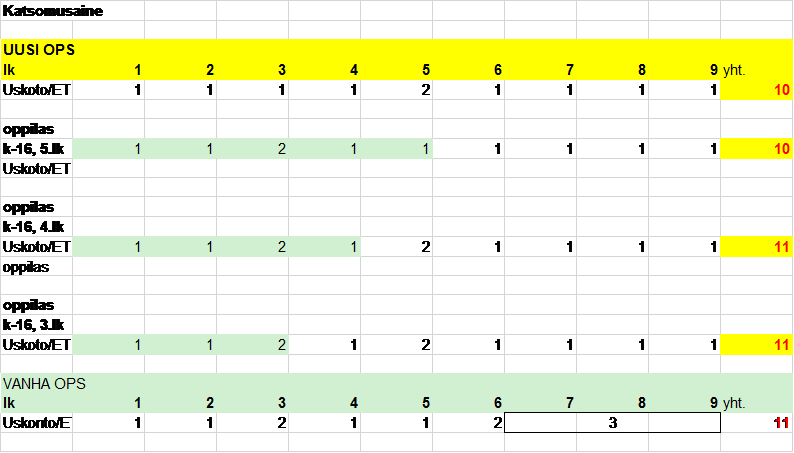 Katsomusaine
UUSI OPS
lk 1 2 3 4 5 6 7 8 9 yht.
Uskoto/ET 1 1 1 1 2 1 1 1 1 10
oppilas
k-16, 5.lk 1 1 2 1 1 1 1 1 1 10
Uskoto/ET
oppilas
k-16, 4.lk
Uskoto/ET 1 1 2 1 2 1 1 1 1 11
oppilas
oppilas
k-16, 3.lk
Uskoto/ET 1 1 2 1 2 1 1 1 1 11
VANHA OPS
lk 1 2 3 4 5 6 7 8 9 yht.
Uskonto/E 1 1 2 1 1 2 3 11